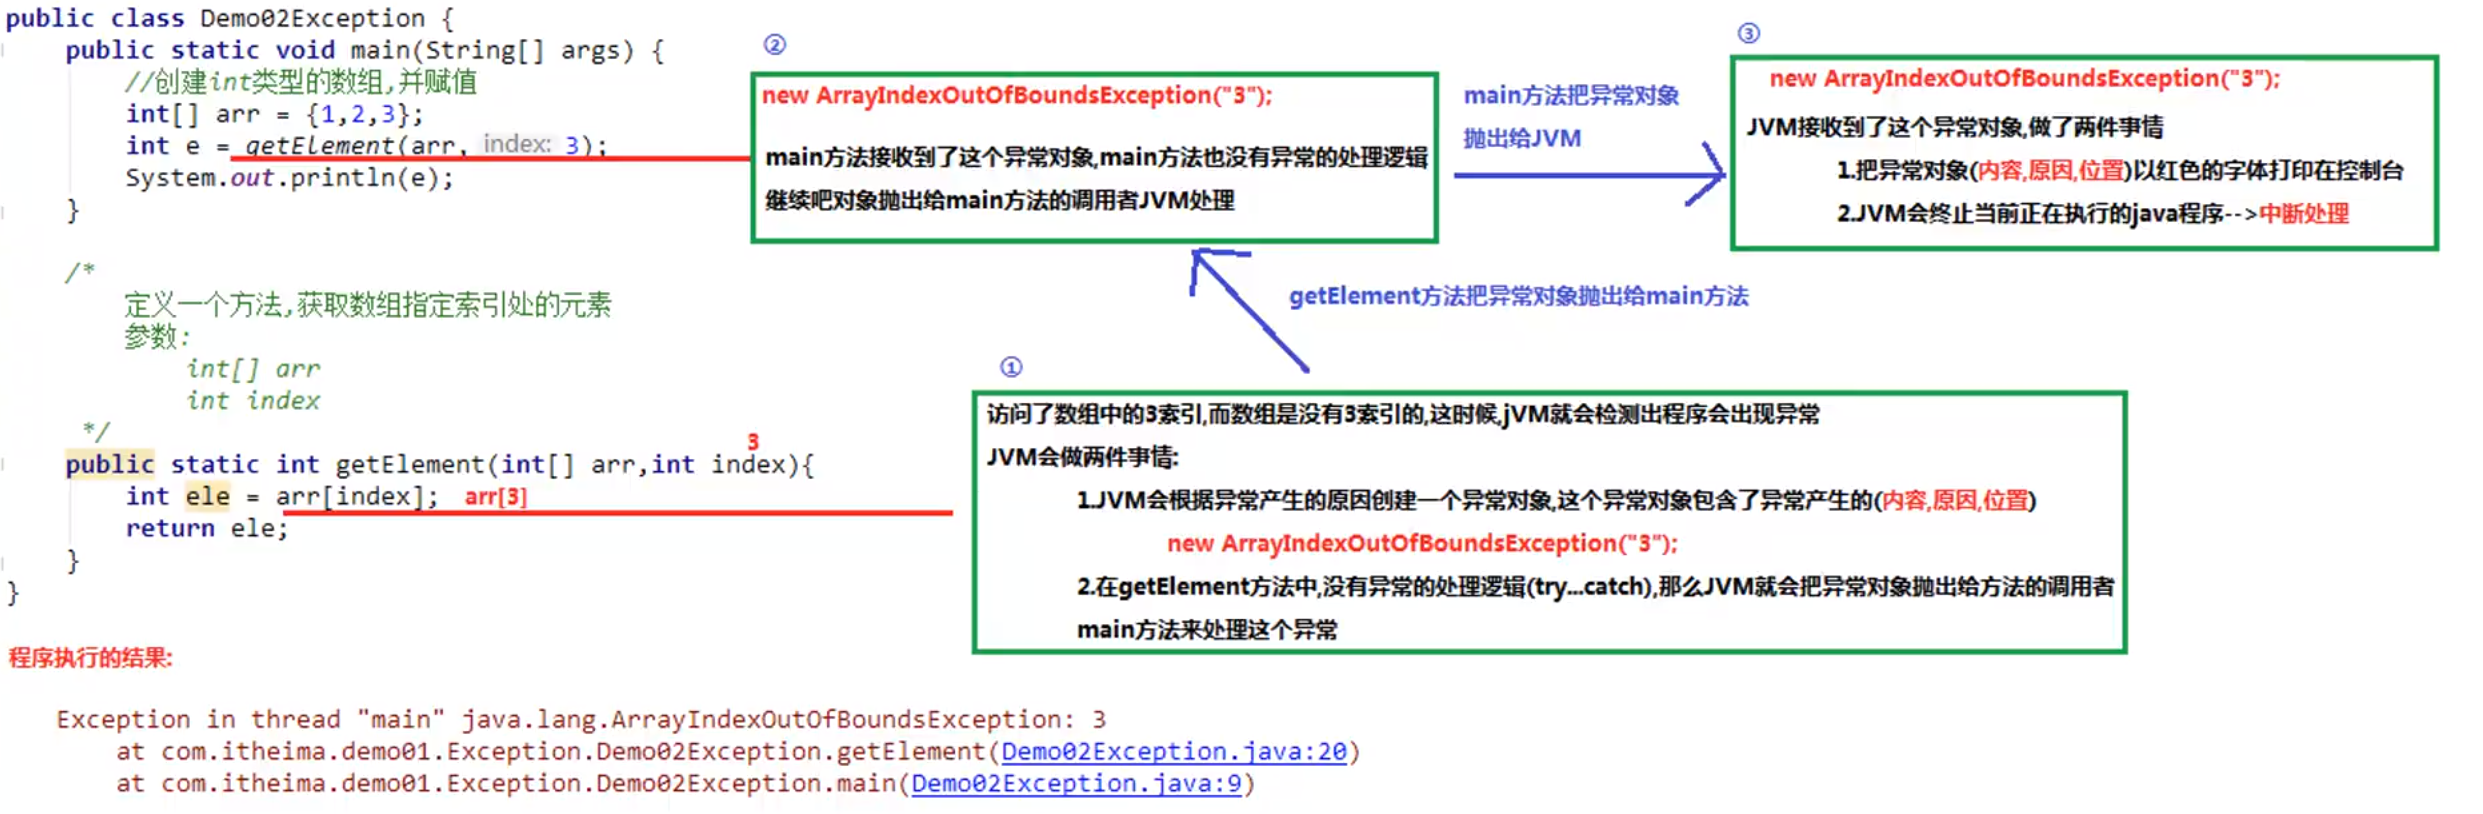 public class Demo02Exception {
public static void main(String[] args) {
//创建int类型的数组,并赋值
int[] arr = {1,2,3};
int e = getElement(arr, index: 3);
System.out.println(e);
}
/*
定义一个方法,获取数组指定索引处的元素
参数:
int[] arr
int index
*/
3
public static int getElement(int[] arr,int index){
int ele = arr[index]; arr[3]
return ele;
}
}
②
new ArrayIndexOutOfBoundsException("3");
main方法接收到了这个异常对象,main方法也没有异常的处理逻辑
继续吧对象抛出给main方法的调用者JVM处理
main方法把异常对象
抛出给JVM
③
new ArrayIndexOutOfBoundsException("3");
JVM接收到了这个异常对象,做了两件事情
1.把异常对象(内容,原因,位置)以红色的字体打印在控制台
2.JVM会终止当前正在执行的java程序-->中断处理
getElement方法把异常对象抛出给main方法
①
访问了数组中的3索引,而数组是没有3索引的,这时候,jVM就会检测出程序会出现异常
JVM会做两件事情:
1.JVM会根据异常产生的原因创建一个异常对象,这个异常对象包含了异常产生的(内容,原因,位置)
new ArrayIndexOutOfBoundsException("3");
2.在getElement方法中,没有异常的处理逻辑(try...catch),那么JVM就会把异常对象抛出给方法的调用者
main方法来处理这个异常
程序执行的结果:
Exception in thread "main" java.lang.ArrayIndexOutOfBoundsException: 3
at com.itheima.demo01.Exception.Demo02Exception.getElement(Demo02Exception.java:20)
at com.itheima.demo01.Exception.Demo02Exception.main(Demo02Exception.java:9)